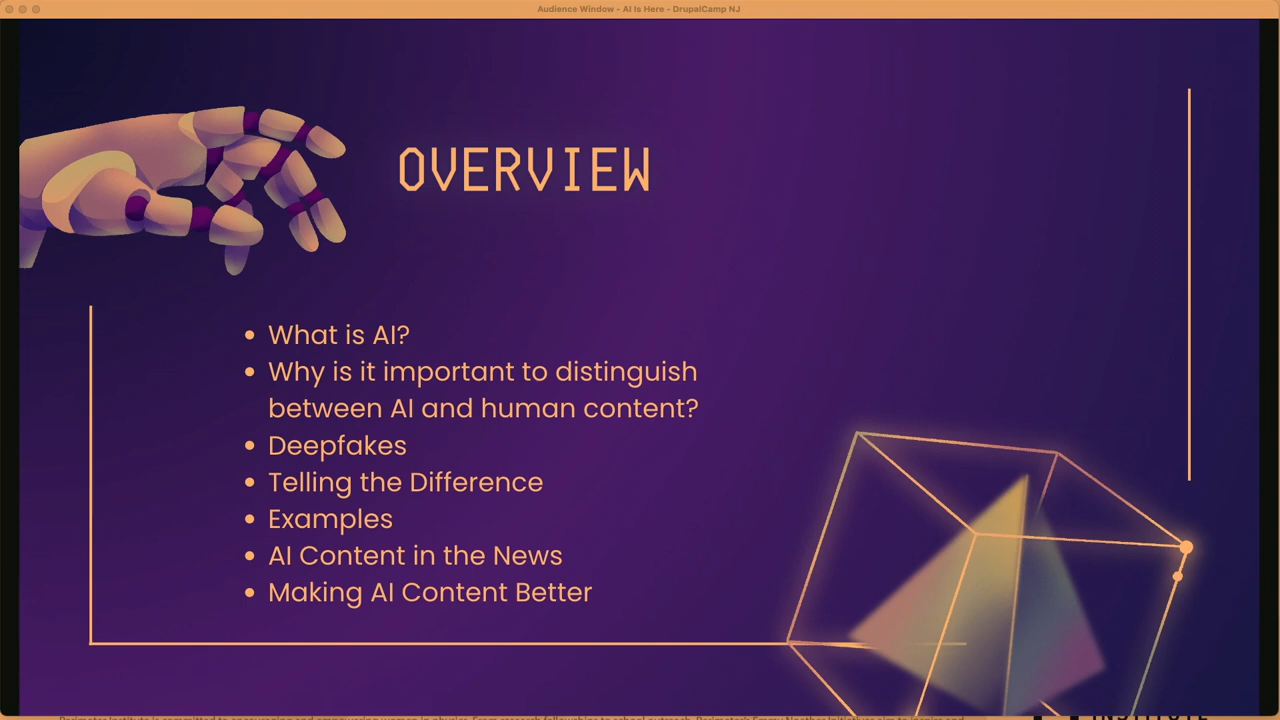 Audience Window - AI Is Here - DrupalCamp NJ
OVERVIEW
• What is AI?
• Why is it important to distinguish
between AI and human content?
• Deepfakes
• Telling the Difference
• Examples
• AI Content in the News
• Making AI Content Better